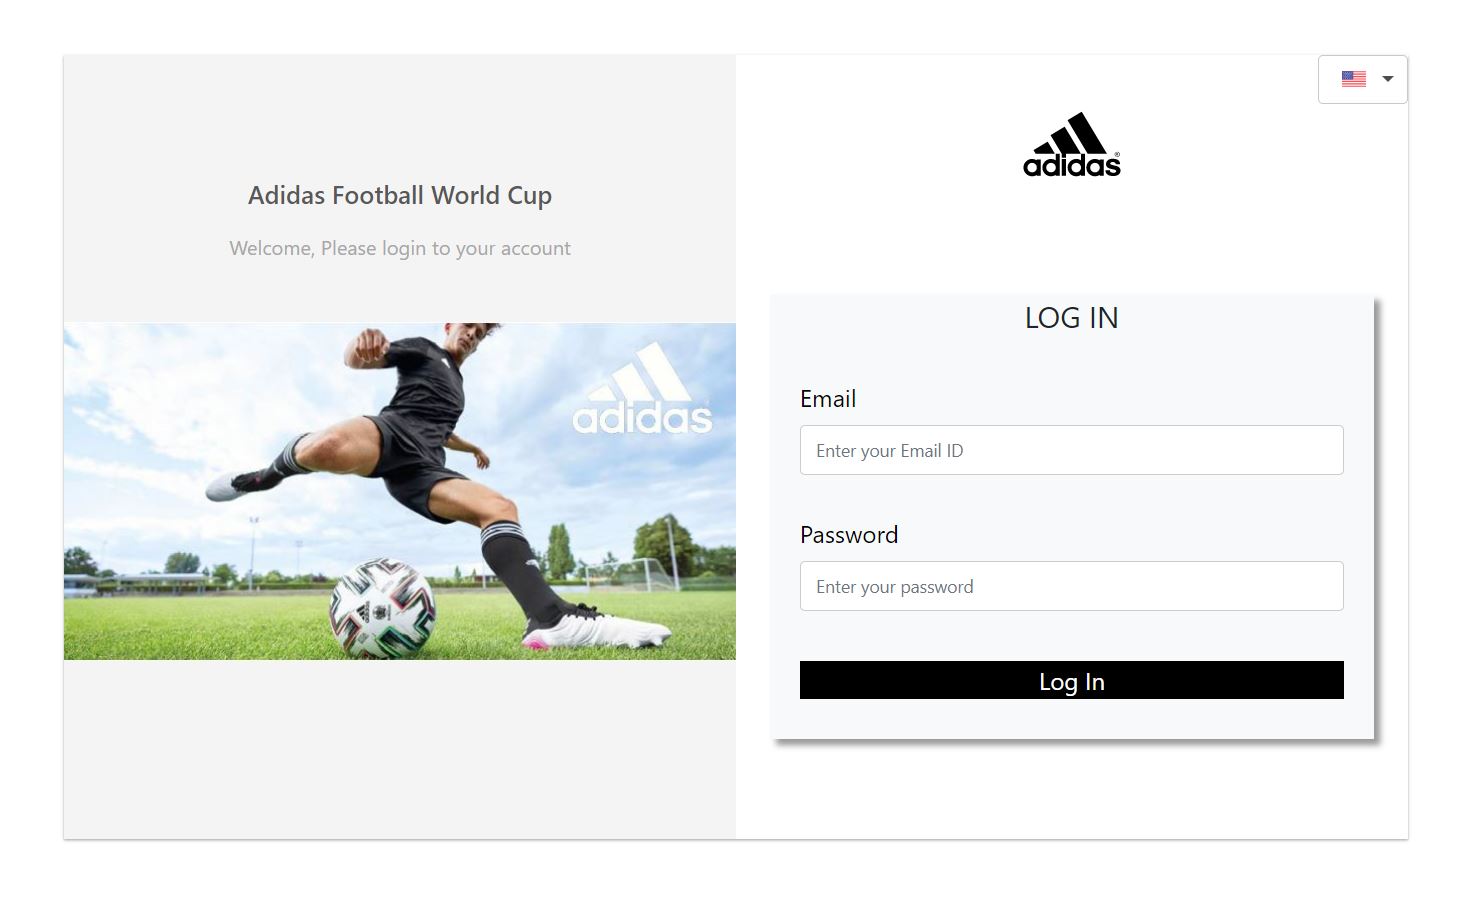 Adidas Football World Cup
Welcome, Please login to your account
adidas
adidas
LOG IN
Email
Enter your Email ID
Password
Enter your password
Log In